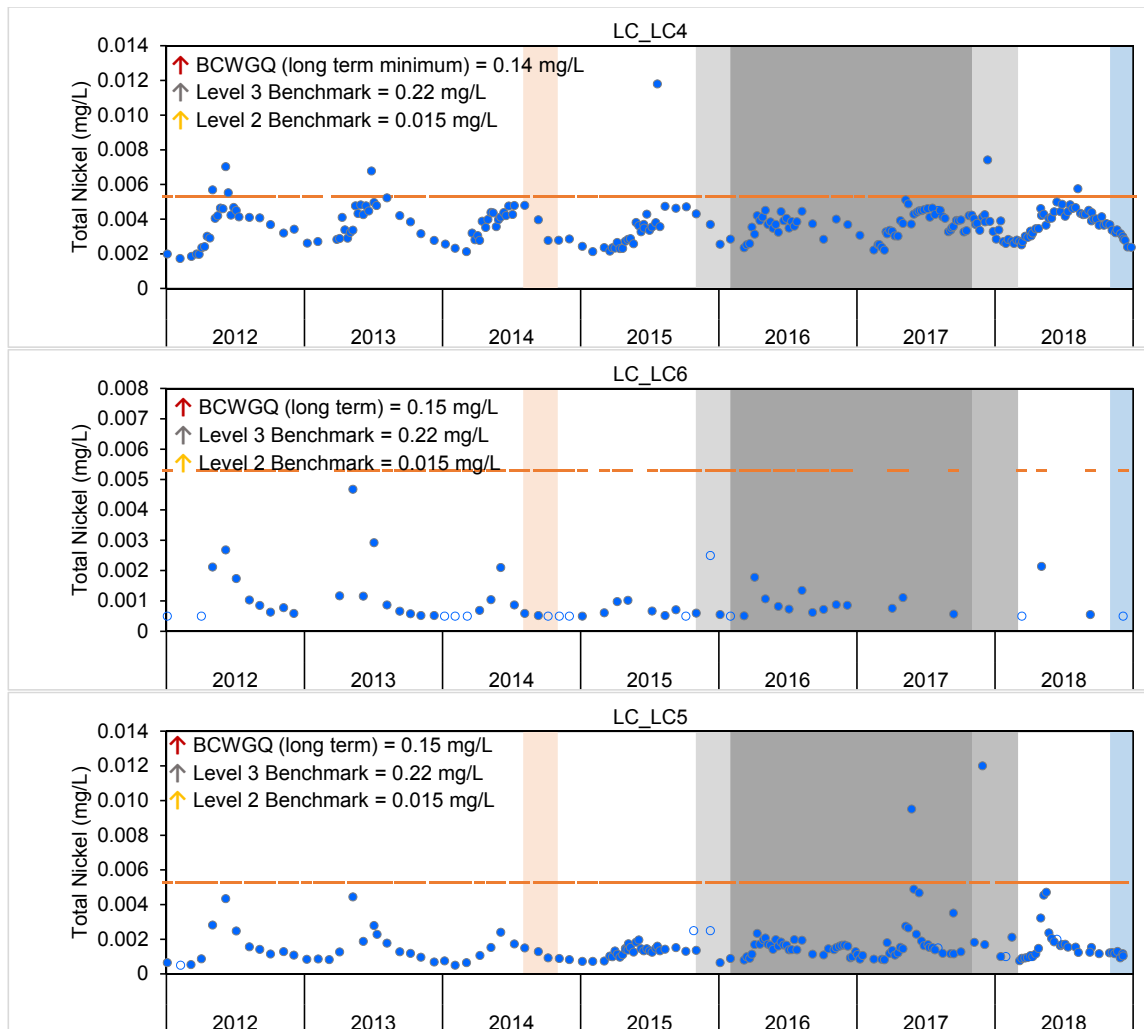 LC_LC4
0.014
0.012
0.010
0.008
0.006
0.004
0.002
0
Total Nickel (mg/L)
↑ BCWGQ (long term minimum) = 0.14 mg/L
↑ Level 3 Benchmark = 0.22 mg/L
↑ Level 2 Benchmark = 0.015 mg/L
2012 2013 2014 2015 2016 2017 2018
LC_LC6
0.008
0.007
0.006
0.005
0.004
0.003
0.002
0.001
0
Total Nickel (mg/L)
↑ BCWGQ (long term) = 0.15 mg/L
↑ Level 3 Benchmark = 0.22 mg/L
↑ Level 2 Benchmark = 0.015 mg/L
2012 2013 2014 2015 2016 2017 2018
LC_LC5
0.014
0.012
0.010
0.008
0.006
0.004
0.002
0
Total Nickel (mg/L)
↑ BCWGQ (long term) = 0.15 mg/L
↑ Level 3 Benchmark = 0.22 mg/L
↑ Level 2 Benchmark = 0.015 mg/L
2012 2013 2014 2015 2016 2017 2018